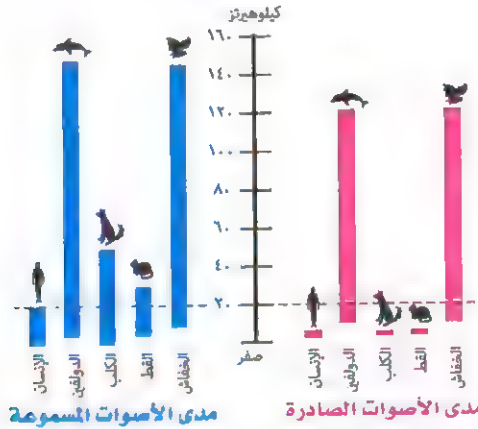 كيلوهيرتز
١٦٠
١٤٠
١٢٠
١٠٠
٨٠
٦٠
٤٠
٢٠
صفر
الإنسان
الدولفين
الكلب
القط
الخفاش
الإنسان
الدولفين
الكلب
القط
الخفاش
مدى الأصوات المسموعة
مدى الأصوات الصادرة